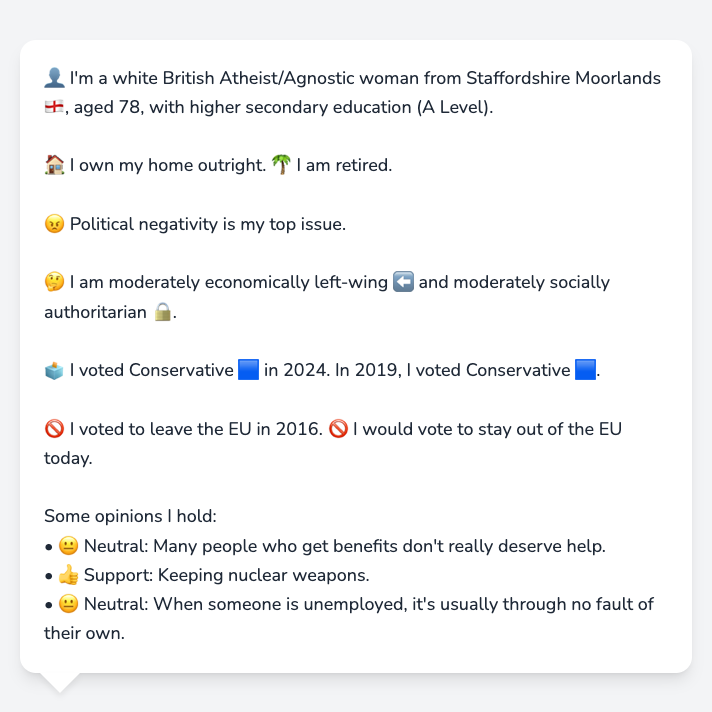 👤 I'm a white British Atheist/Agnostic woman from Staffordshire Moorlands
🏴󠁧󠁢󠁥󠁮󠁧󠁿, aged 78, with higher secondary education (A Level).
🏠 I own my home outright. 🌴 I am retired.
😠 Political negativity is my top issue.
🤔 I am moderately economically left-wing ⬅️ and moderately socially
authoritarian 🔒.
🗳️ I voted Conservative 🟦 in 2024. In 2019, I voted Conservative 🟦.
🚫 I voted to leave the EU in 2016. 🚫 I would vote to stay out of the EU
today.
Some opinions I hold:
• 😐 Neutral: Many people who get benefits don't really deserve help.
• 👍 Support: Keeping nuclear weapons.
• 😐 Neutral: When someone is unemployed, it's usually through no fault of
their own.